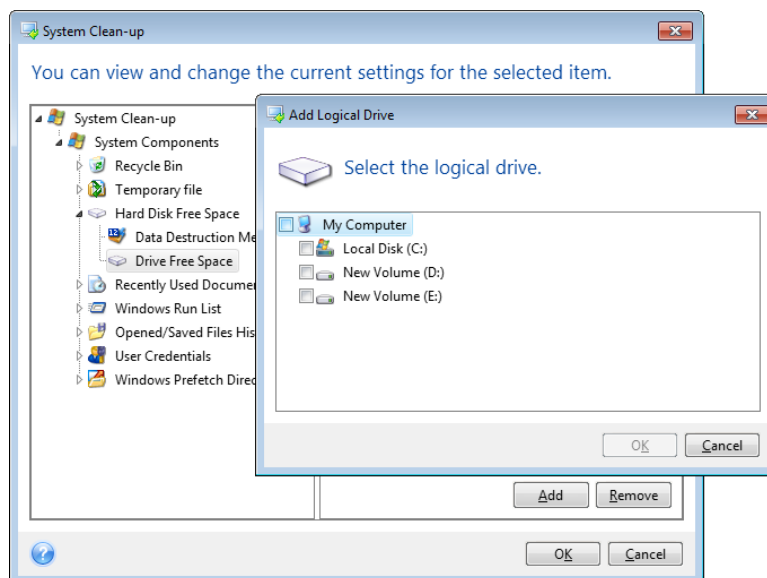 System Clean-up
You can view and change the current settings for the selected item.
System Clean-up
System Components
Recycle Bin
Temporary file
Hard Disk Free Space
Data Destruction Me
Drive Free Space
Recently Used Docume
Windows Run List
Opened/Saved Files His
User Credentials
Windows Prefetch Direc
Add Logical Drive
Select the logical drive.
My Computer
Local Disk (C:)
New Volume (D:)
New Volume (E:)
OK Cancel
Add Remove
OK Cancel